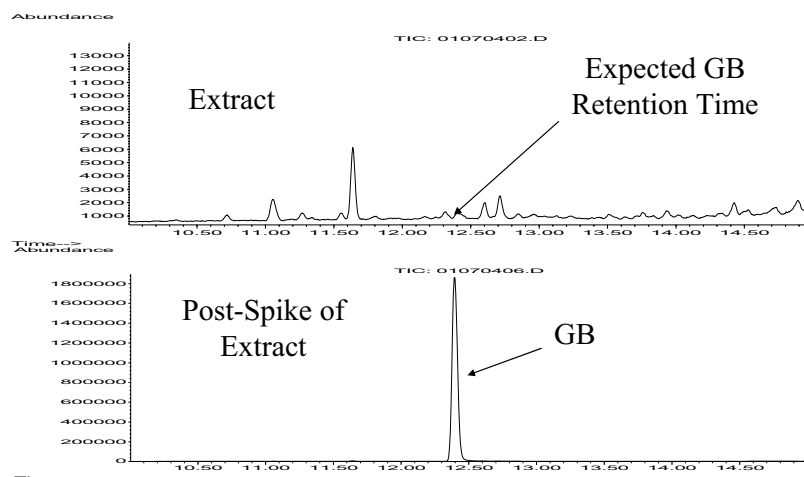 Abundance
TIC: 01070402.D
13000
12000
11000
10000
9000
8000
7000
6000
5000
4000
3000
2000
1000
Extract
Expected GB
Retention Time
10.50 11.00 11.50 12.00 12.50 13.00 13.50 14.00 14.50
Time-->
Abundance
TIC: 01070406.D
1800000
1600000
1400000
1200000
1000000
800000
600000
400000
200000
0
Post-Spike of
Extract
GB
10.50 11.00 11.50 12.00 12.50 13.00 13.50 14.00 14.50